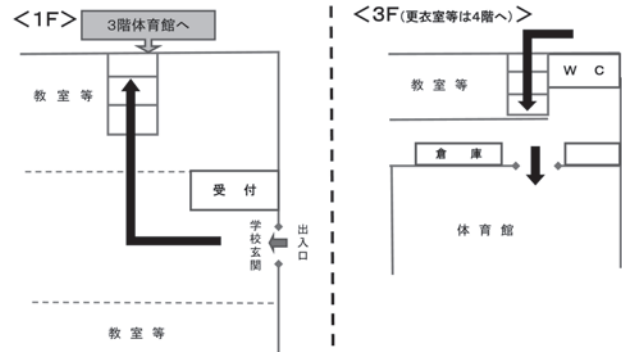 ＜1F＞
3階体育館へ
教室等
受付
学校玄関
出入口
教室等
＜3F(更衣室等は4階へ)＞
教室等
WC
倉庫
体育館